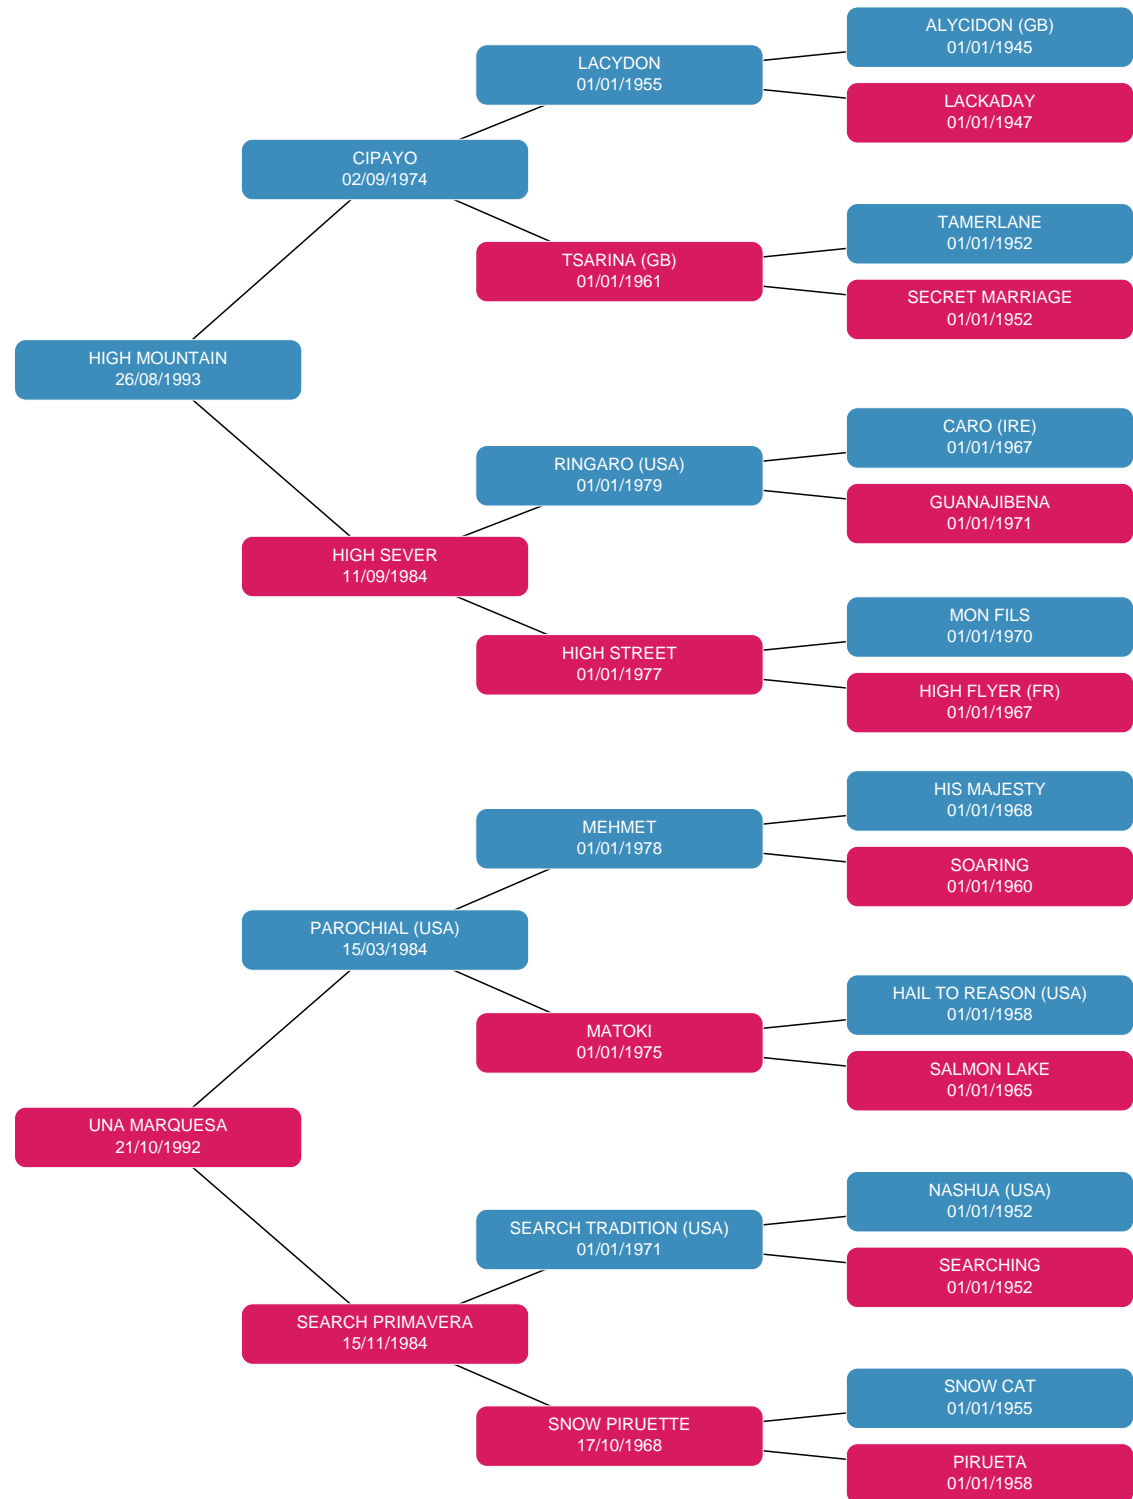 ALYCIDON (GB)
01/01/1945
LACYDON
01/01/1955
LACKADAY
01/01/1947
CIPAYO
02/09/1974
TAMERLANE
01/01/1952
TSARINA (GB)
01/01/1961
SECRET MARRIAGE
01/01/1952
HIGH MOUNTAIN
26/08/1993
CARO (IRE)
01/01/1967
RINGARO (USA)
01/01/1979
GUANAJIBENA
01/01/1971
HIGH SEVER
11/09/1984
MON FILS
01/01/1970
HIGH STREET
01/01/1977
HIGH FLYER (FR)
01/01/1967
HIS MAJESTY
01/01/1968
MEHMET
01/01/1978
SOARING
01/01/1960
PAROCHIAL (USA)
15/03/1984
HAIL TO REASON (USA)
01/01/1958
MATOKI
01/01/1975
SALMON LAKE
01/01/1965
UNA MARQUESA
21/10/1992
NASHUA (USA)
01/01/1952
SEARCH TRADITION (USA)
01/01/1971
SEARCHING
01/01/1952
SEARCH PRIMAVERA
15/11/1984
SNOW CAT
01/01/1955
SNOW PIRUETTE
17/10/1968
PIRUETA
01/01/1958